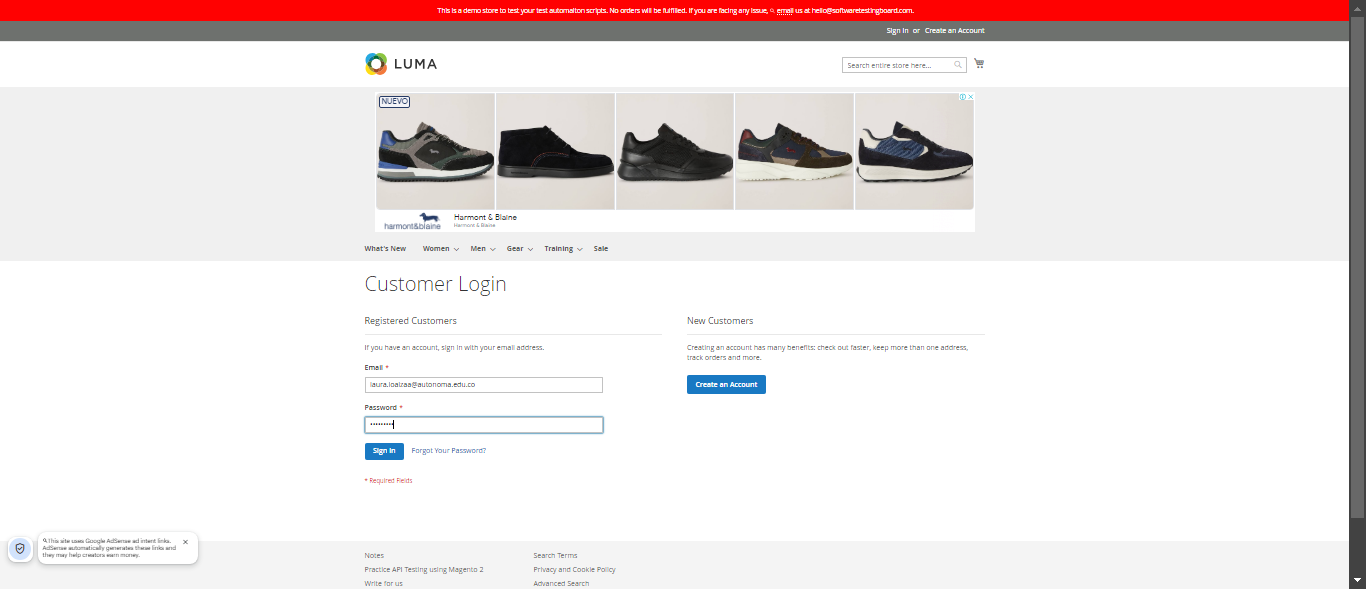 This is a demo store to test your test automaiton scripts. No orders will be fulfilled. If you are facing any issue, email us at hello@softwaretestingboard.com.
Sign In or Create an Account
LUMA
Search entire store here...
NUEVO
harmont&blaine
Harmont & Blaine
Harmont & Blaine
What's New Women Men Gear Training Sale
Customer Login
Registered Customers
If you have an account, sign in with your email address.
Email *
laura.loaizaa@autonoma.edu.co
Password *
•••••••••
Sign In Forgot Your Password?
* Required Fields
New Customers
Creating an account has many benefits: check out faster, keep more than one address,
track orders and more.
Create an Account
This site uses Google AdSense ad intent links.
AdSense automatically generates these links and
they may help creators earn money.
Notes
Practice API Testing using Magento 2
Write for us
Search Terms
Privacy and Cookie Policy
Advanced Search